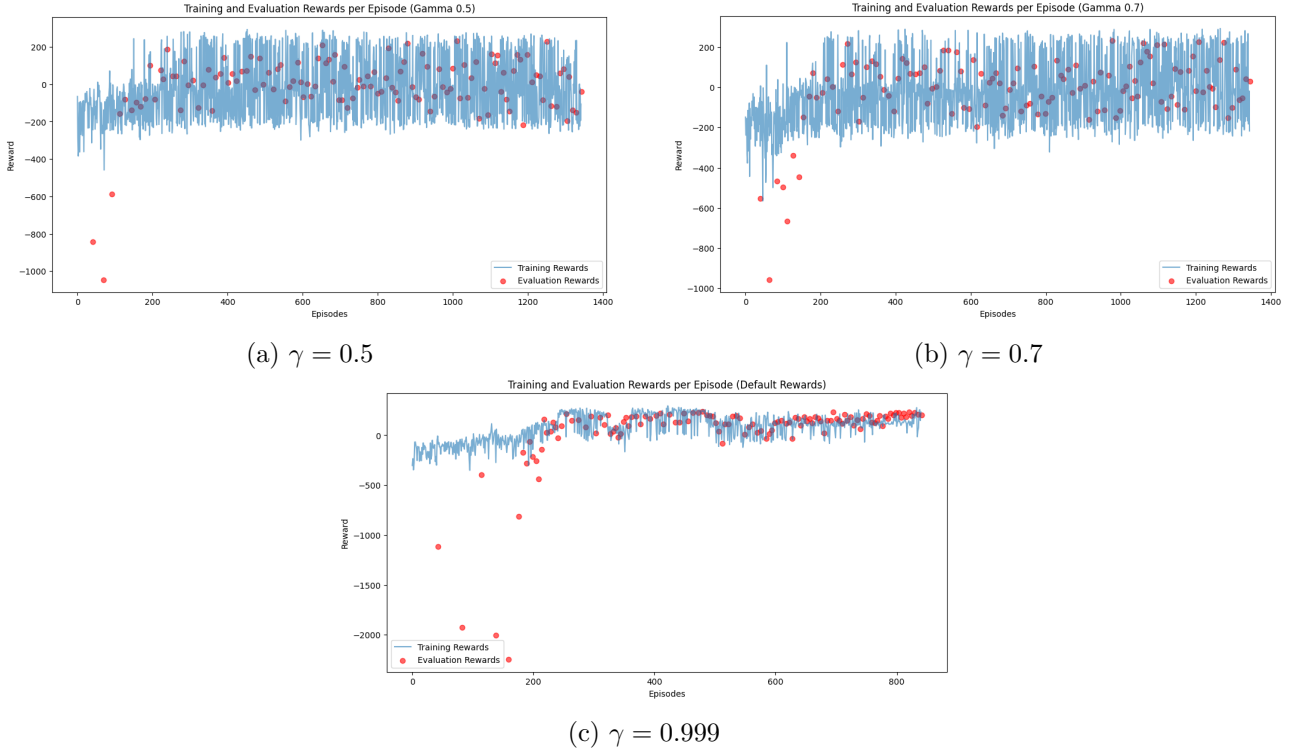 Training and Evaluation Rewards per Episode (Gamma 0.5)
200
0
−200
−400
−600
−800
−1000
Reward
0 200 400 600 800 1000 1200 1400
Episodes
Training Rewards
Evaluation Rewards
(a) γ = 0.5
Training and Evaluation Rewards per Episode (Gamma 0.7)
200
0
−200
−400
−600
−800
−1000
Reward
0 200 400 600 800 1000 1200 1400
Episodes
Training Rewards
Evaluation Rewards
(b) γ = 0.7
Training and Evaluation Rewards per Episode (Default Rewards)
0
−500
−1000
−1500
−2000
Reward
0 200 400 600 800
Episodes
Training Rewards
Evaluation Rewards
(c) γ = 0.999